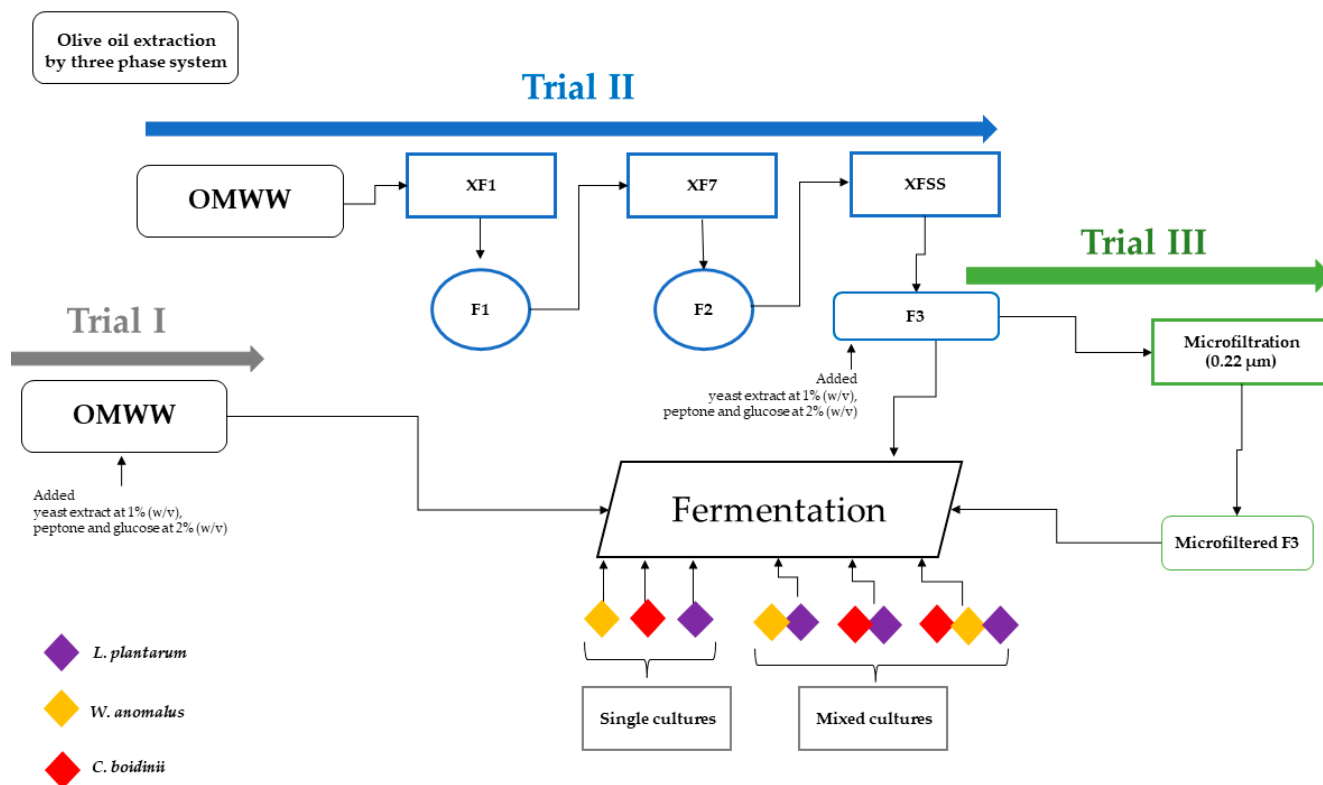 Olive oil extraction
by three phase system
Trial II
OMWW
XF1
XF7
XFSS
Trial III
F1
F2
F3
Microfiltration
(0.22 µm)
Trial I
OMWW
Added
yeast extract at 1% (w/v),
peptone and glucose at 2% (w/v)
Added
yeast extract at 1% (w/v),
peptone and glucose at 2% (w/v)
Fermentation
Microfiltered F3
L. plantarum
W. anomalus
C. boidinii
Single cultures
Mixed cultures